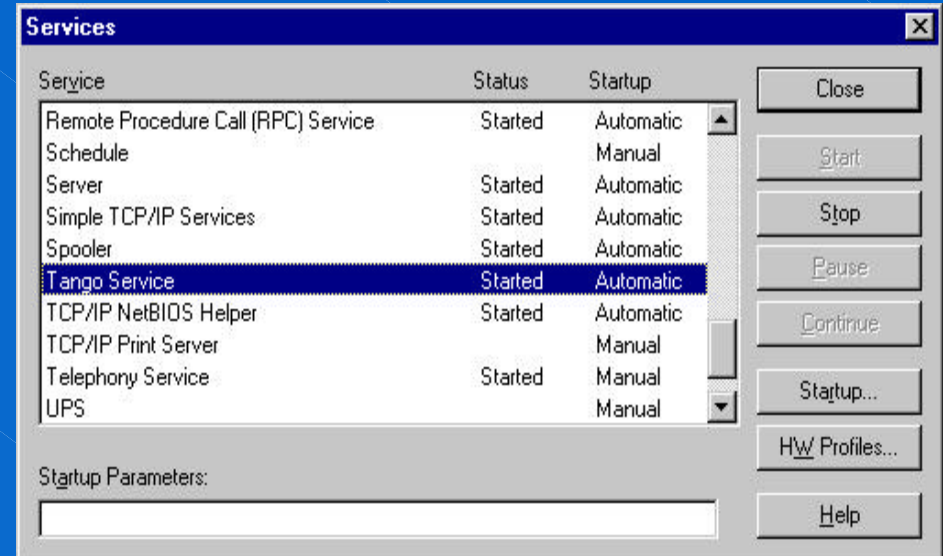 Services
Service Status Startup
Remote Procedure Call (RPC) Service Started Automatic
Schedule Manual
Server Started Automatic
Simple TCP/IP Services Started Automatic
Spooler Started Automatic
Tango Service Started Automatic
TCP/IP NetBIOS Helper Started Automatic
TCP/IP Print Server Manual
Telephony Service Started Manual
UPS Manual
Startup Parameters:
Close
Start
Stop
Pause
Continue
Startup...
HW Profiles...
Help